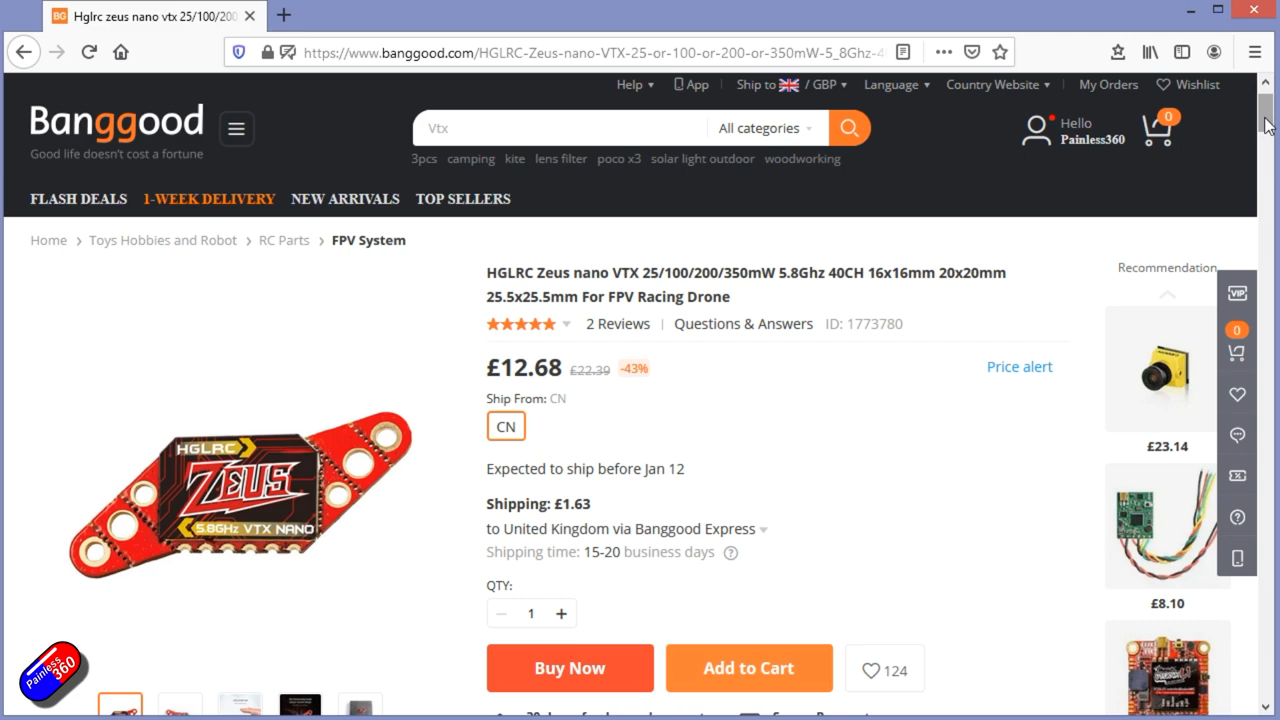 Hglrc zeus nano vtx 25/100/200
https://www.banggood.com/HGLRC-Zeus-nano-VTX-25-or-100-or-200-or-350mW-5_8Ghz-4
Help App Ship to / GBP Language Country Website My Orders Wishlist
Banggood
Good life doesn't cost a fortune
Vtx All categories
Hello
Painless360
0
3pcs camping kite lens filter poco x3 solar light outdoor woodworking
FLASH DEALS 1-WEEK DELIVERY NEW ARRIVALS TOP SELLERS
Home > Toys Hobbies and Robot > RC Parts > FPV System
HGLRC Zeus nano VTX 25/100/200/350mW 5.8Ghz 40CH 16x16mm 20x20mm
25.5x25.5mm For FPV Racing Drone
2 Reviews | Questions & Answers ID: 1773780
£12.68 £22.39 -43%
Price alert
Ship From: CN
CN
Expected to ship before Jan 12
Shipping: £1.63
to United Kingdom via Banggood Express
Shipping time: 15-20 business days
QTY:
1
Buy Now Add to Cart 124
HGLRC
ZEUS
5.8GHz VTX NANO
Recommendation
£23.14
£8.10
VIP
0
Painless
360
BG